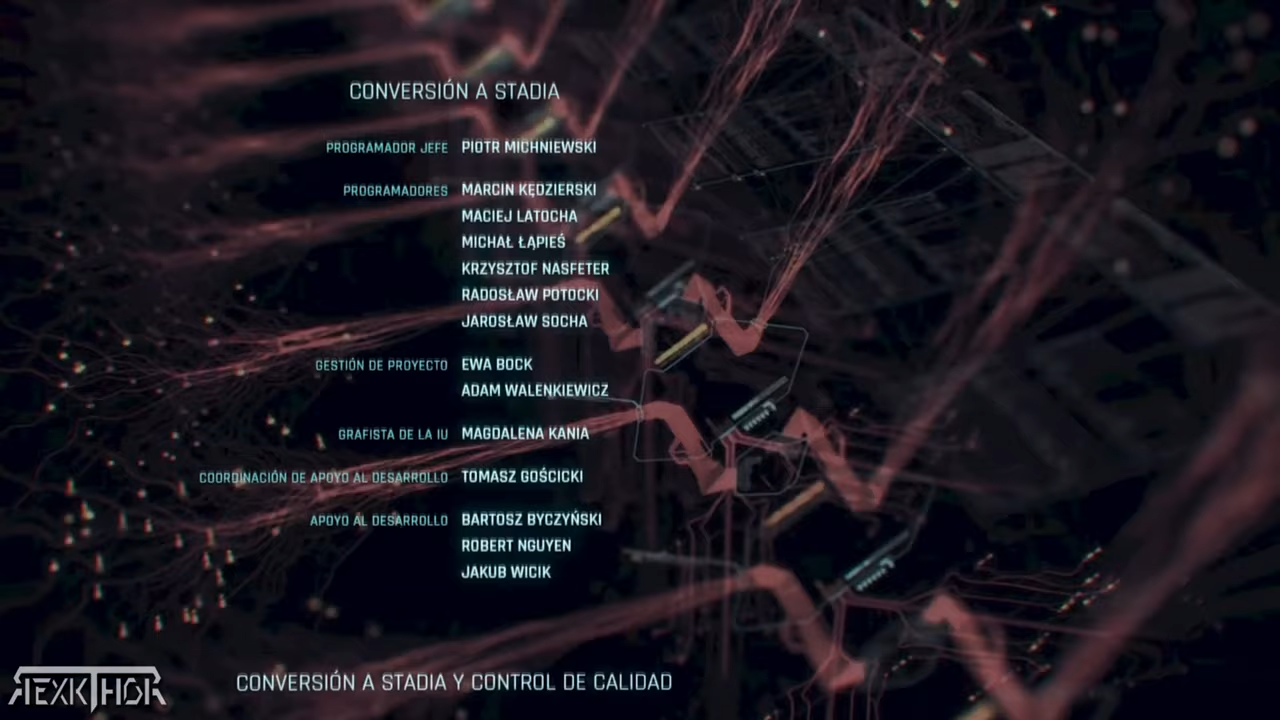 CONVERSIÓN A STADIA
PROGRAMADOR JEFE PIOTR MICHNIEWSKI
PROGRAMADORES MARCIN KĘDZIERSKI
MACIEJ LATOCHA
MICHAŁ ŁĄPIEŚ
KRZYSZTOF NASFETER
RADOSŁAW POTOCKI
JAROSŁAW SOCHA
GESTIÓN DE PROYECTO EWA BOCK
ADAM WALENKIEWICZ
GRAFISTA DE LA IU MAGDALENA KANIA
COORDINACIÓN DE APOYO AL DESARROLLO TOMASZ GOŚCICKI
APOYO AL DESARROLLO BARTOSZ BYCZYŃSKI
ROBERT NGUYEN
JAKUB WICIK
CONVERSIÓN A STADIA Y CONTROL DE CALIDAD